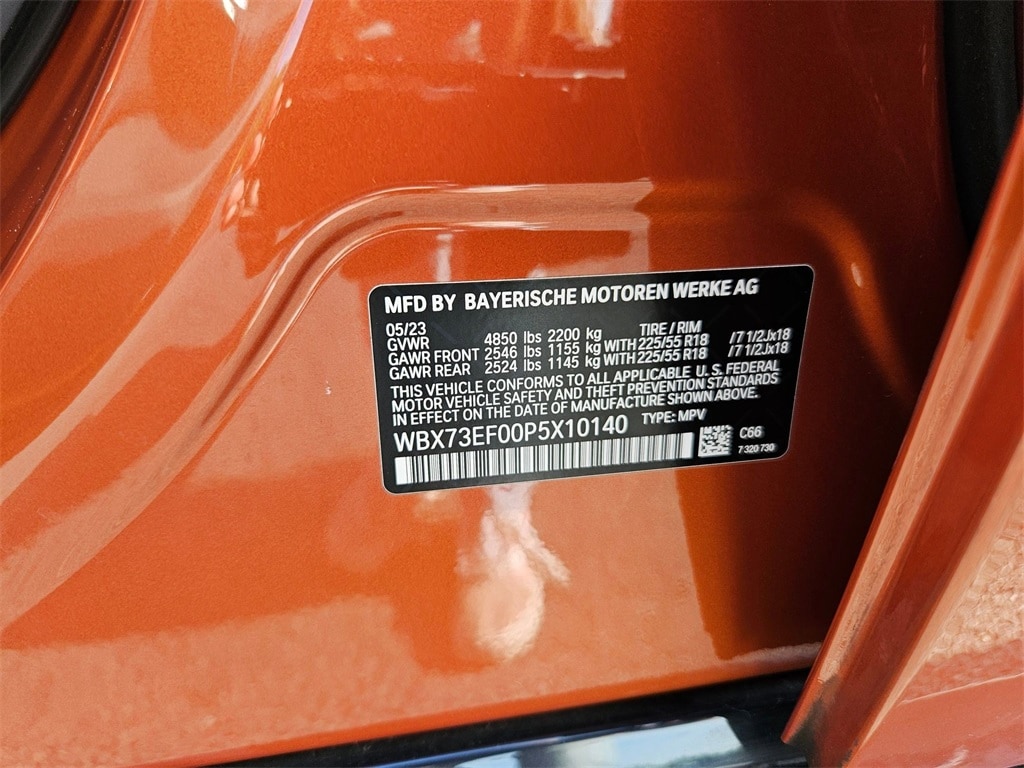 MFD BY BAYERISCHE MOTOREN WERKE AG
05/23 TIRE / RIM
GVWR 4850 lbs 2200 kg
GAWR FRONT 2546 lbs 1155 kg WITH 225/55 R18 /7 1/2Jx18
GAWR REAR 2524 lbs 1145 kg WITH 225/55 R18 /7 1/2Jx18
THIS VEHICLE CONFORMS TO ALL APPLICABLE U. S. FEDERAL
MOTOR VEHICLE SAFETY AND THEFT PREVENTION STANDARDS
IN EFFECT ON THE DATE OF MANUFACTURE SHOWN ABOVE.
WBX73EF00P5X10140 TYPE: MPV
C66
7 320 730